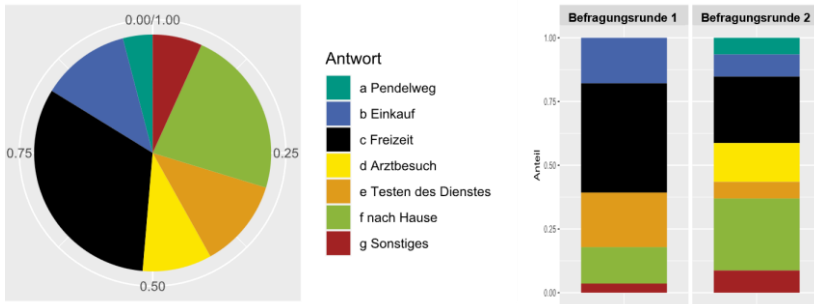 0.00/1.00
0.25
0.50
0.75
Antwort
a Pendelweg
b Einkauf
c Freizeit
d Arztbesuch
e Testen des Dienstes
f nach Hause
g Sonstiges
Befragungsrunde 1
Befragungsrunde 2
Anteil
1.00
0.75
0.50
0.25
0.00